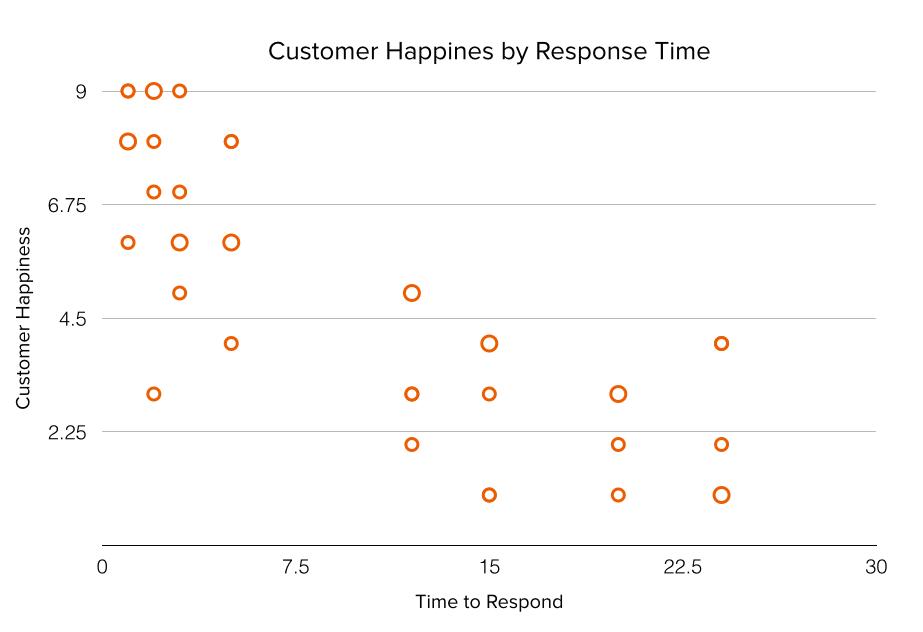 Customer Happines by Response Time
9
6.75
4.5
2.25
Customer Happiness
0 7.5 15 22.5 30
Time to Respond